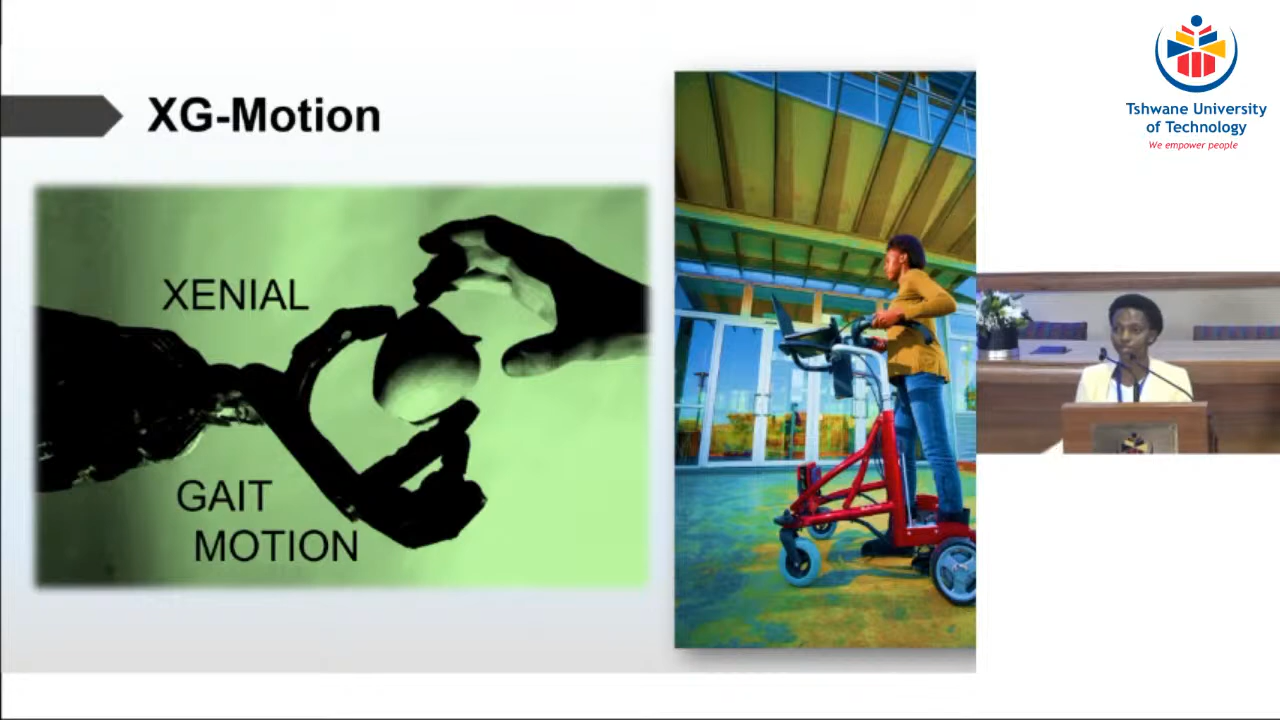 XG-Motion
XENIAL
GAIT
MOTION
Tshwane University
of Technology
We empower people